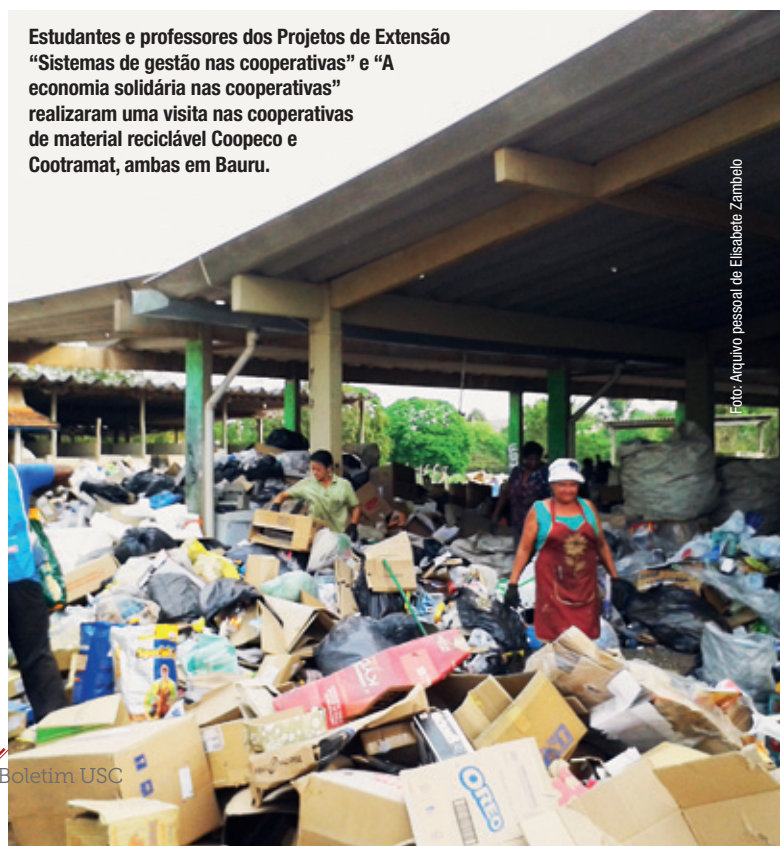 Estudantes e professores dos Projetos de Extensão
“Sistemas de gestão nas cooperativas” e “A
economia solidária nas cooperativas”
realizaram uma visita nas cooperativas
de material reciclável Coopeco e
Cootramat, ambas em Bauru.
Foto: Arquivo pessoal de Elisabete Zambelo
OREO
Boletim USC